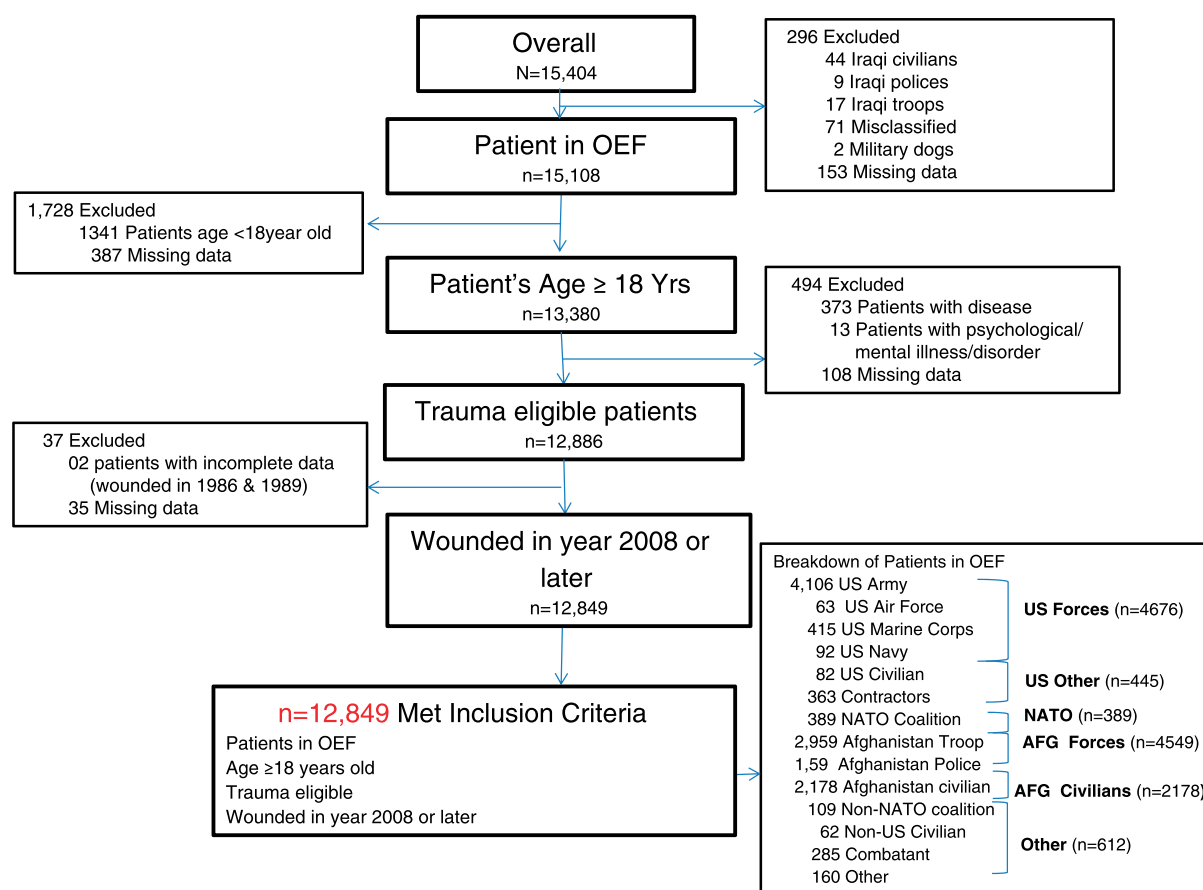 Overall
N=15,404
296 Excluded
44 Iraqi civilians
9 Iraqi polices
17 Iraqi troops
71 Misclassified
2 Military dogs
153 Missing data
Patient in OEF
n=15,108
1,728 Excluded
1341 Patients age <18year old
387 Missing data
Patient's Age ≥ 18 Yrs
n=13,380
494 Excluded
373 Patients with disease
13 Patients with psychological/
mental illness/disorder
108 Missing data
Trauma eligible patients
n=12,886
37 Excluded
02 patients with incomplete data
(wounded in 1986 & 1989)
35 Missing data
Wounded in year 2008 or
later
n=12,849
n=12,849 Met Inclusion Criteria
Patients in OEF
Age ≥18 years old
Trauma eligible
Wounded in year 2008 or later
Breakdown of Patients in OEF
4,106 US Army
63 US Air Force
415 US Marine Corps
92 US Navy
US Forces (n=4676)
82 US Civilian
363 Contractors
US Other (n=445)
389 NATO Coalition
NATO (n=389)
2,959 Afghanistan Troop
1,59 Afghanistan Police
AFG Forces (n=4549)
2,178 Afghanistan civilian
AFG Civilians (n=2178)
109 Non-NATO coalition
62 Non-US Civilian
285 Combatant
160 Other
Other (n=612)